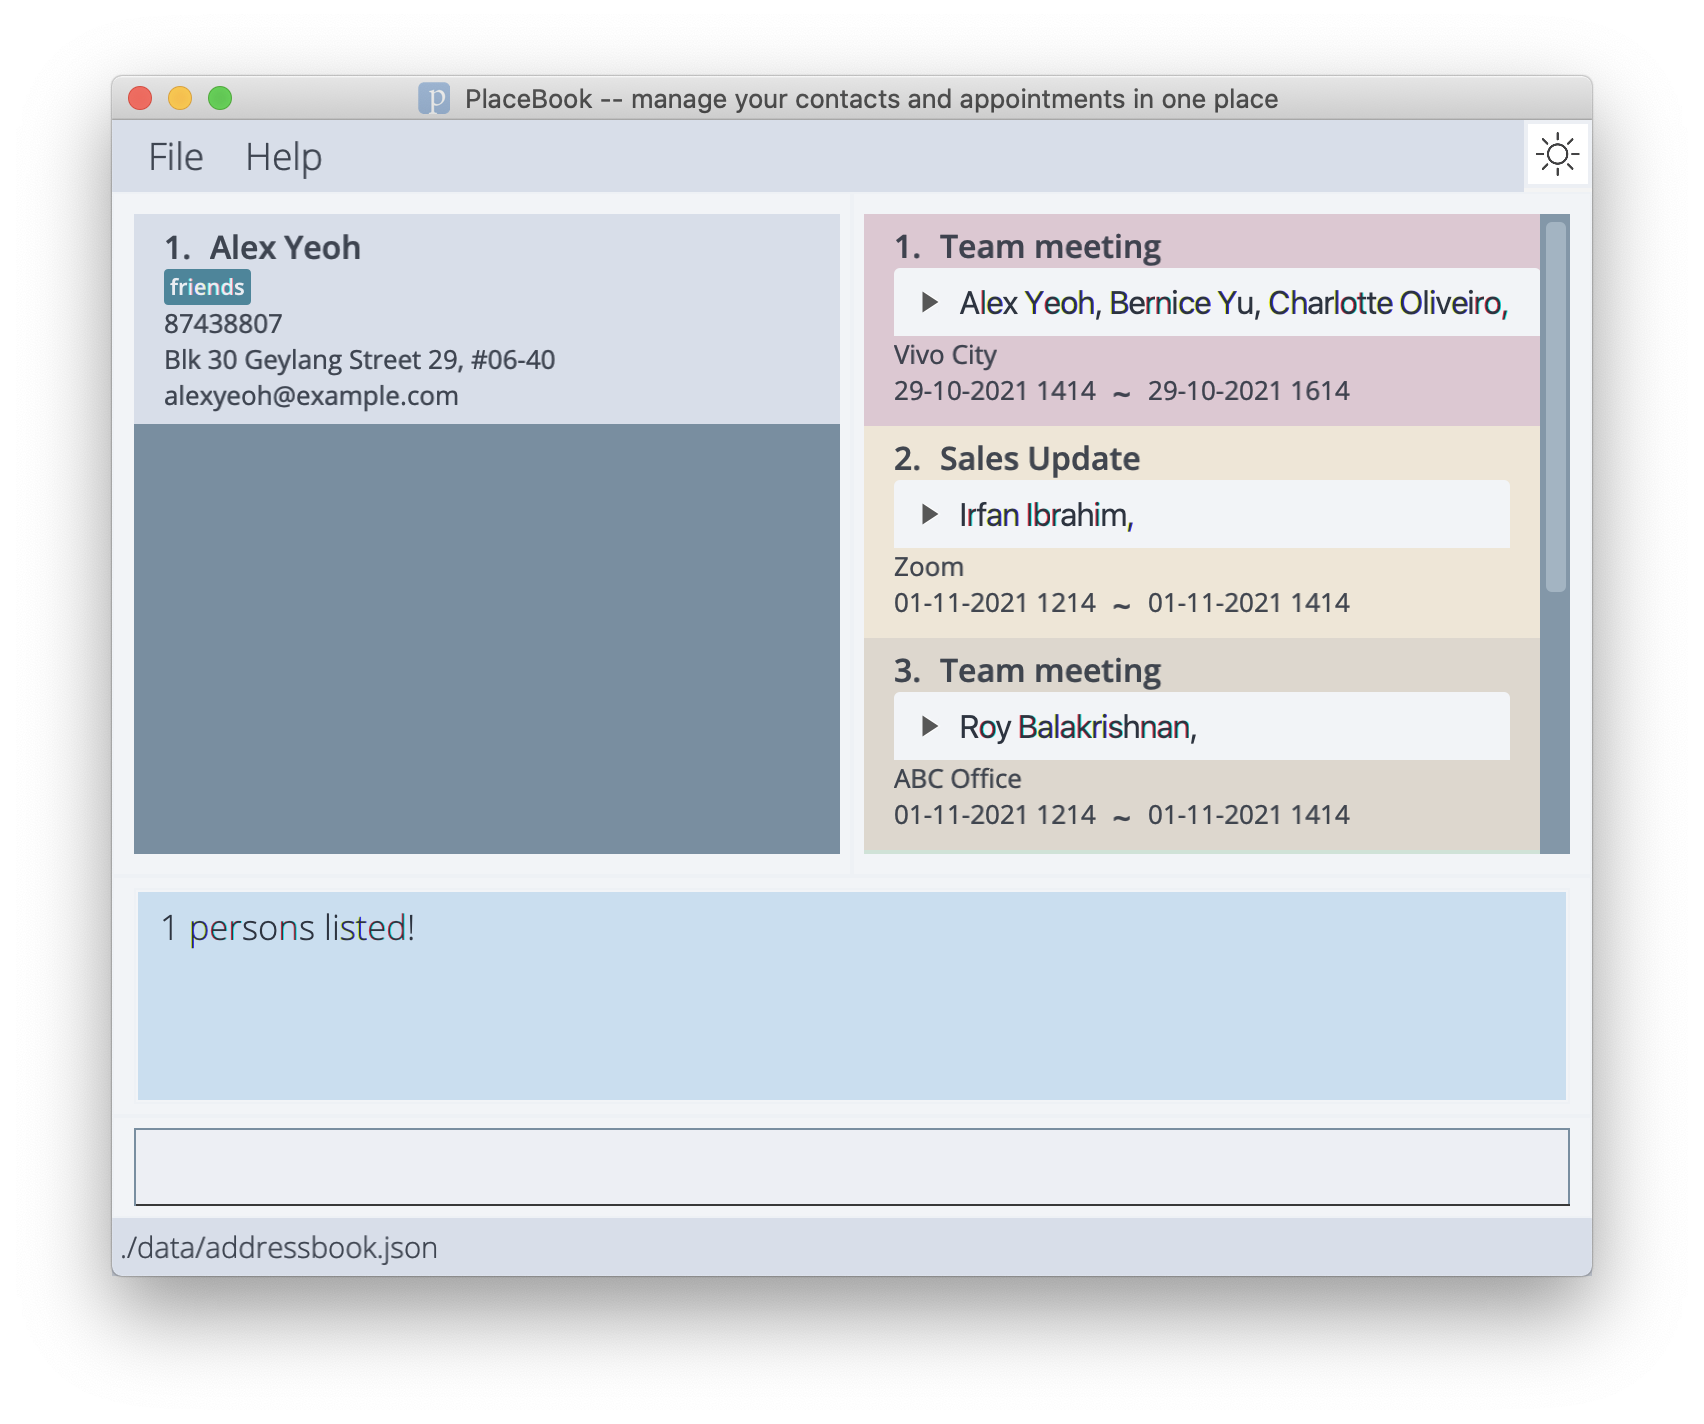 p PlaceBook -- manage your contacts and appointments in one place
File Help
1. Alex Yeoh
friends
87438807
Blk 30 Geylang Street 29, #06-40
alexyeoh@example.com
1. Team meeting
Alex Yeoh, Bernice Yu, Charlotte Oliveiro,
Vivo City
29-10-2021 1414 ~ 29-10-2021 1614
2. Sales Update
Irfan Ibrahim,
Zoom
01-11-2021 1214 ~ 01-11-2021 1414
3. Team meeting
Roy Balakrishnan,
ABC Office
01-11-2021 1214 ~ 01-11-2021 1414
1 persons listed!
./data/addressbook.json